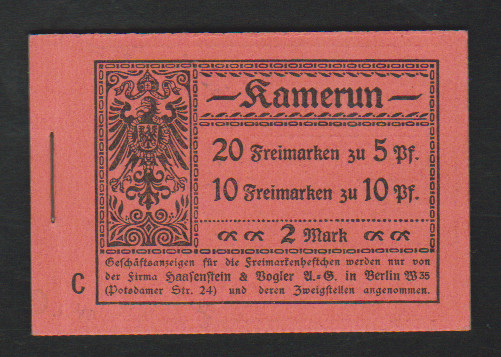 — Kamerun —
20 Freimarken zu 5 Pf.
10 Freimarken zu 10 Pf.
2 Mark
Geschäftsanzeigen für die Freimarkenheftchen werden nur von
der Firma Haasenstein & Vogler A.=G. in Berlin W 35
(Potsdamer Str. 24) und deren Zweigstellen angenommen.
C